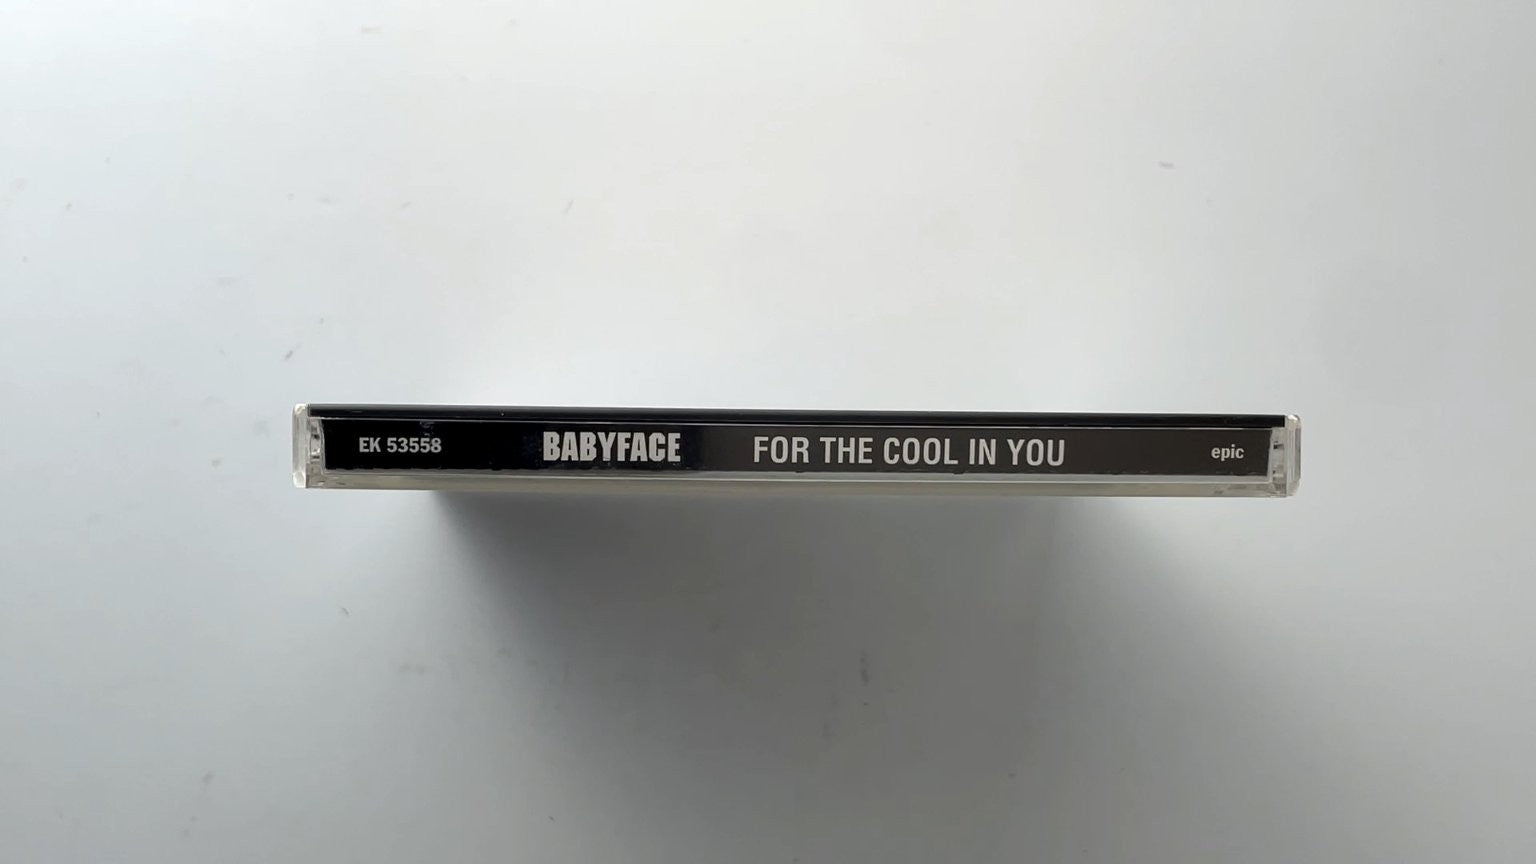 EK 53558 BABYFACE FOR THE COOL IN YOU epic